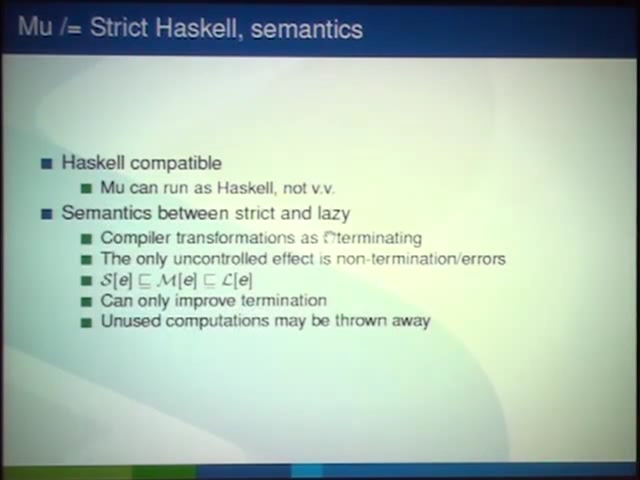 Mu /= Strict Haskell, semantics
Haskell compatible
Mu can run as Haskell, not v.v.
Semantics between strict and lazy
Compiler transformations as terminating
The only uncontrolled effect is non-termination/errors
𝒮[e] ⊑ ℳ[e] ⊑ ℒ[e]
Can only improve termination
Unused computations may be thrown away